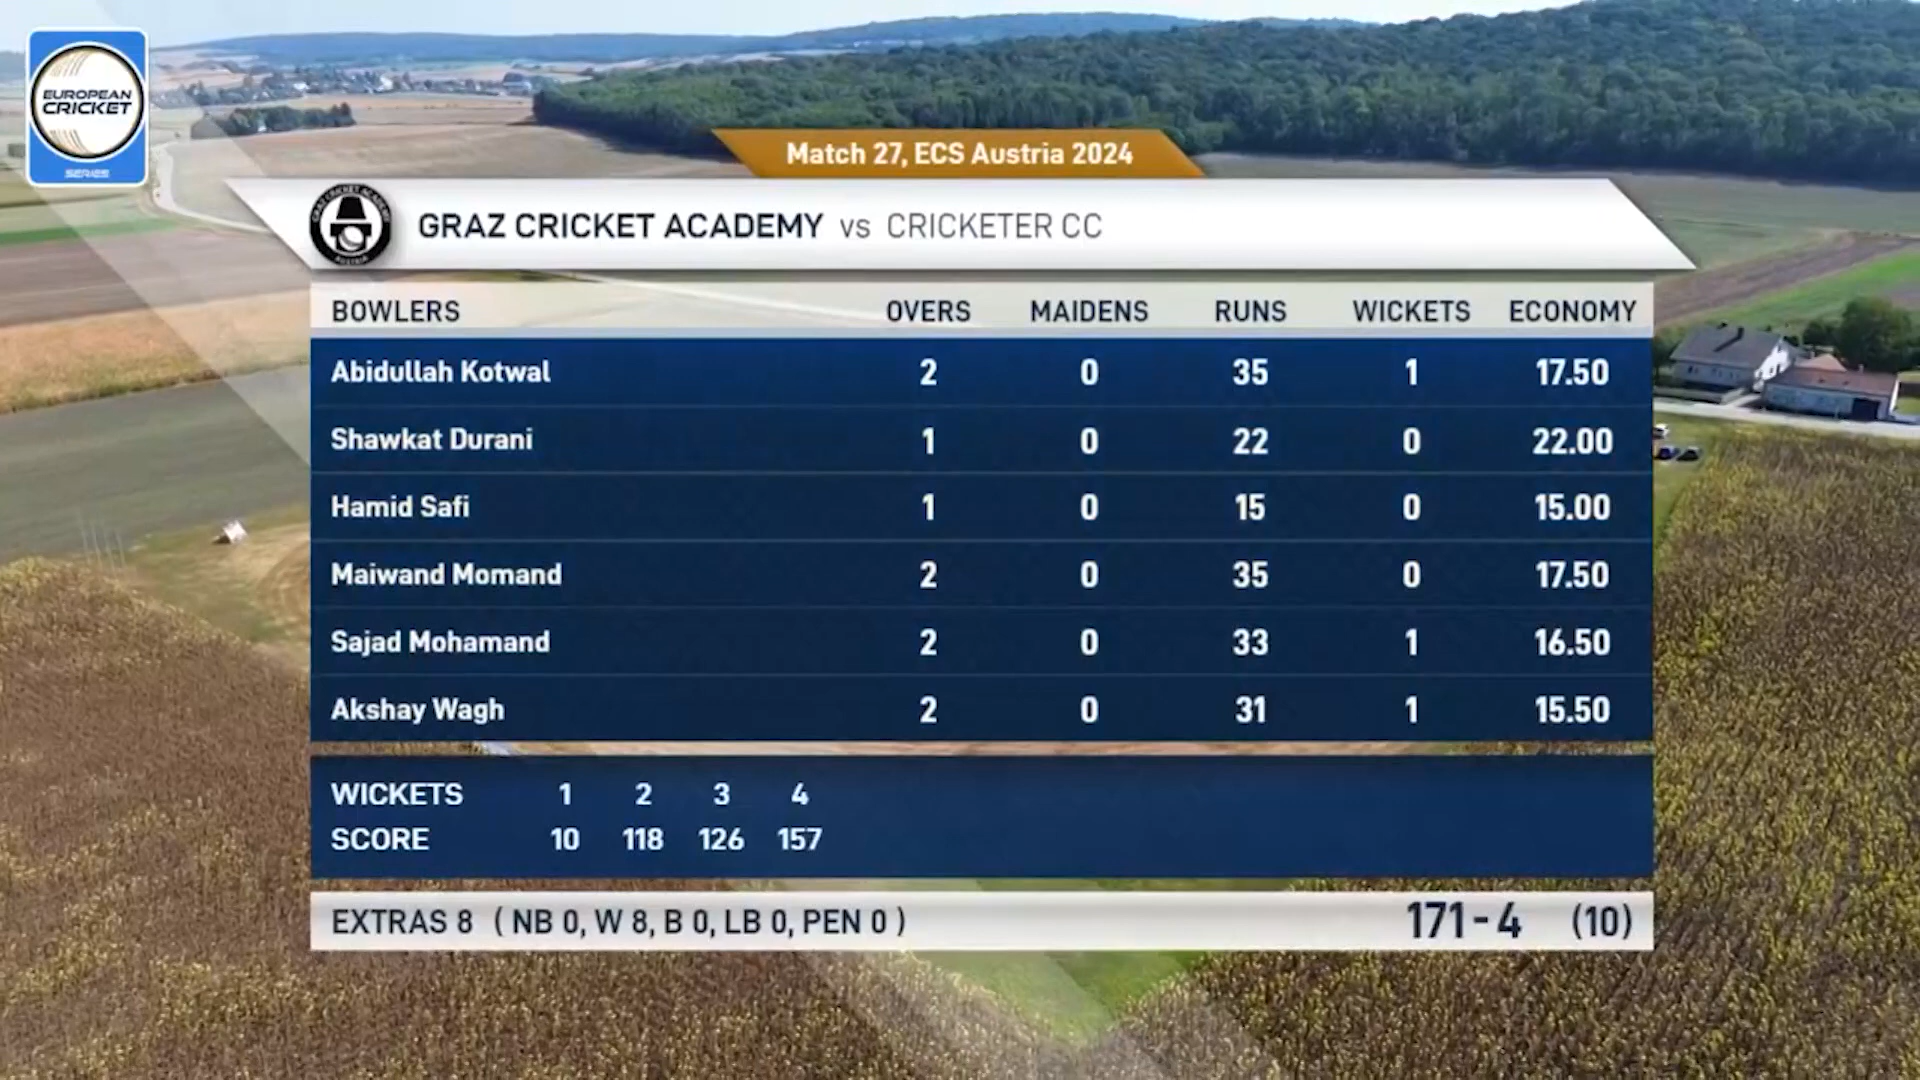 EUROPEAN
CRICKET
SERIES
Match 27, ECS Austria 2024
GRAZ CRICKET ACADEMY vs CRICKETER CC
BOWLERS OVERS MAIDENS RUNS WICKETS ECONOMY
Abidullah Kotwal 2 0 35 1 17.50
Shawkat Durani 1 0 22 0 22.00
Hamid Safi 1 0 15 0 15.00
Maiwand Momand 2 0 35 0 17.50
Sajad Mohamand 2 0 33 1 16.50
Akshay Wagh 2 0 31 1 15.50
WICKETS 1 2 3 4
SCORE 10 118 126 157
EXTRAS 8 ( NB 0, W 8, B 0, LB 0, PEN 0 ) 171-4 (10)